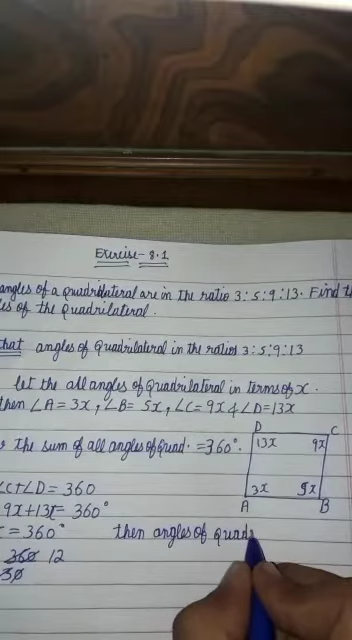 Exercise-8.1
angles of a quadrilateral are in the ratio 3:5:9:13. Find th
les of the quadrilateral.
that angles of quadrilateral in the ratios 3:5:9:13
let the all angles of quadrilateral in terms of x.
then ∠A = 3x, ∠B = 5x, ∠C = 9x & ∠D = 13x
the sum of all angles of quad. = 360°.
D C
13x 9x
∠C+∠D = 360
3x 5x
9x+13x = 360°
A B
= 360° then angles of quad
360 12
30